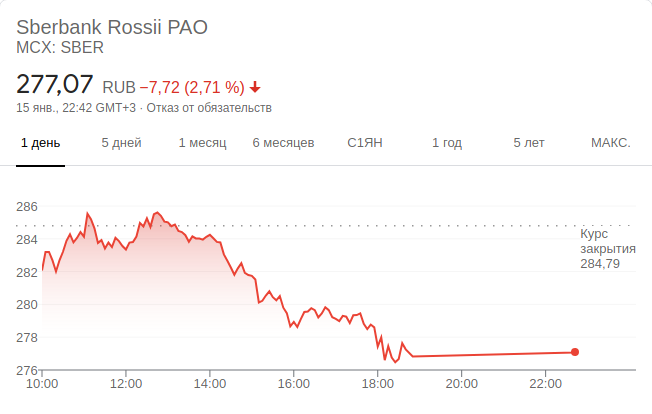 Sberbank Rossii PAO
MCX: SBER
277,07 RUB −7,72 (2,71 %)
15 янв., 22:42 GMT+3 · Отказ от обязательств
1 день 5 дней 1 месяц 6 месяцев С1ЯН 1 год 5 лет МАКС.
286
284
282
280
278
276
Курс
закрытия
284,79
10:00 12:00 14:00 16:00 18:00 20:00 22:00